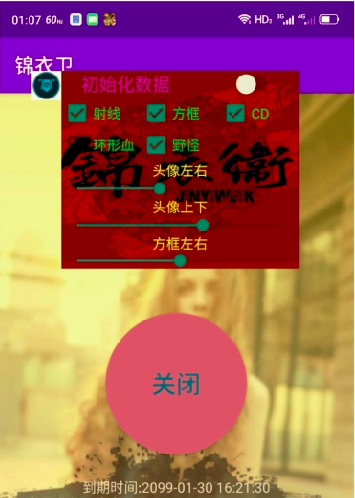 01:07 60Hz HD₂ 3G 4G
锦衣卫
初始化数据
射线 方框 CD
环形血 野怪
錦衣衛
头像左右
JNY.WeiK
头像上下
方框左右
关闭
到期时间:2099-01-30 16:21:30